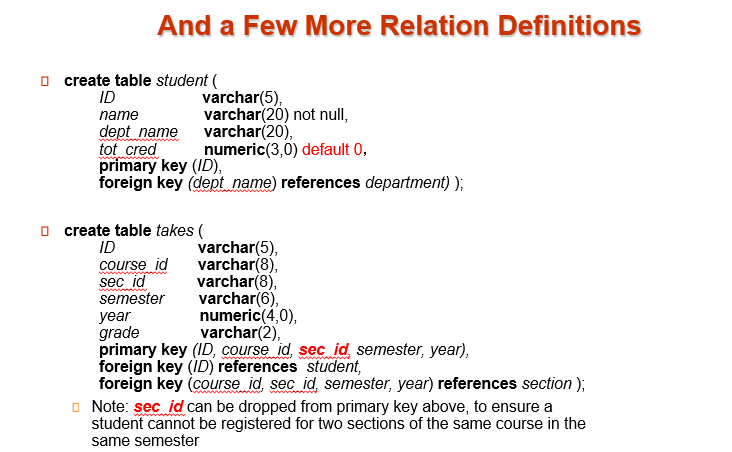 And a Few More Relation Definitions
create table student (
ID varchar(5),
name varchar(20) not null,
dept_name varchar(20),
tot_cred numeric(3,0) default 0,
primary key (ID),
foreign key (dept_name) references department) );
create table takes (
ID varchar(5),
course_id varchar(8),
sec_id varchar(8),
semester varchar(6),
year numeric(4,0),
grade varchar(2),
primary key (ID, course_id, sec_id, semester, year),
foreign key (ID) references student,
foreign key (course_id, sec_id, semester, year) references section );
Note: sec_id can be dropped from primary key above, to ensure a
student cannot be registered for two sections of the same course in the
same semester